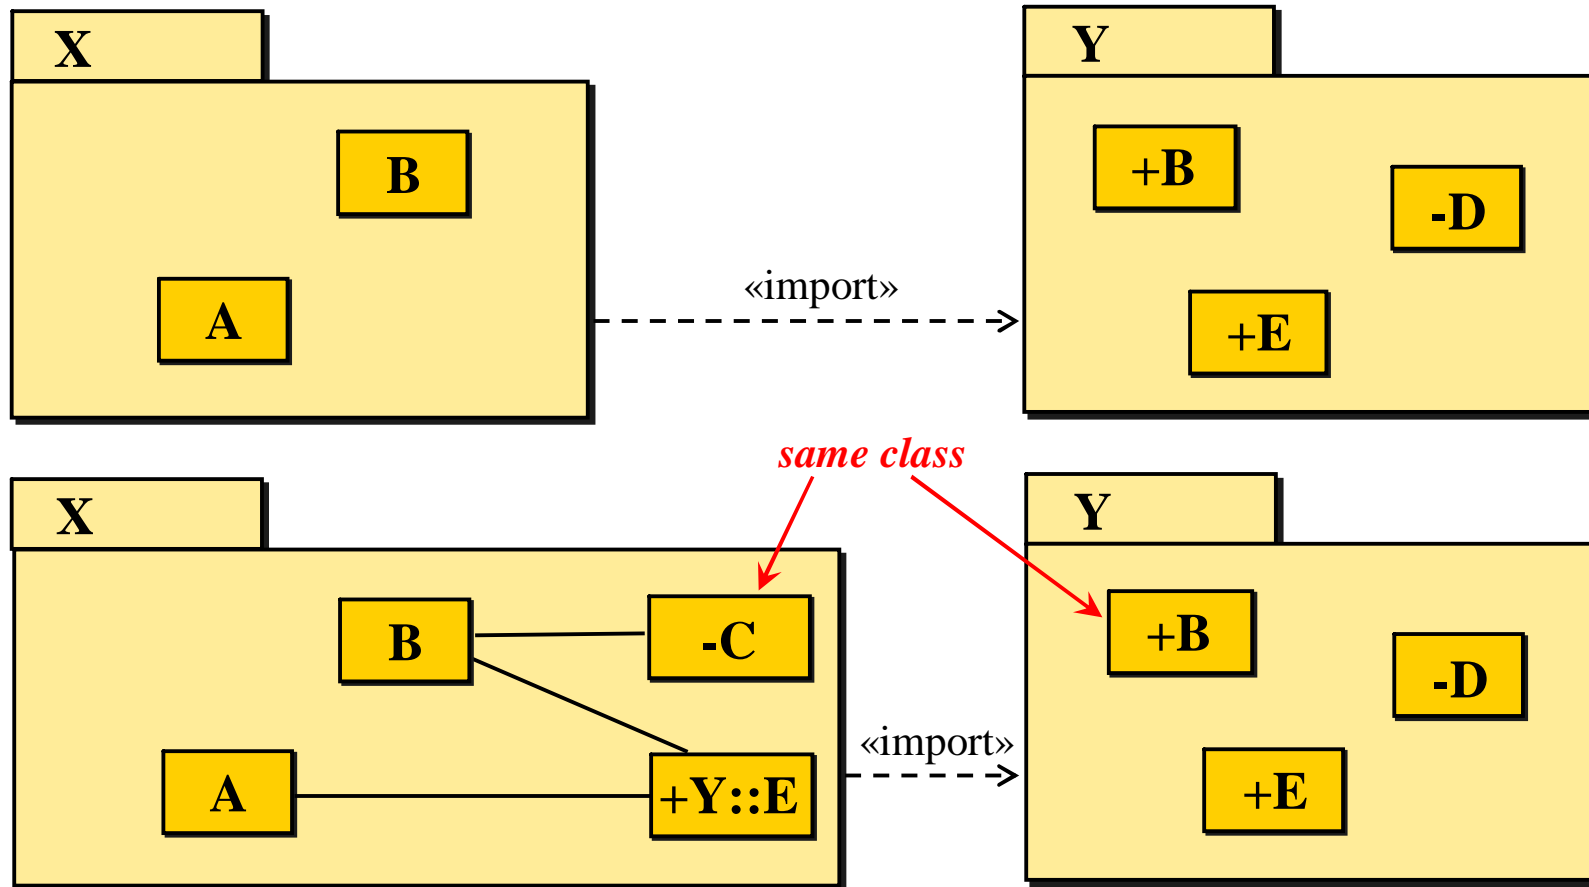 X
Y
B
+B
-D
«import»
A
+E
same class
X
Y
B
-C
+B
-D
«import»
A
+Y::E
+E